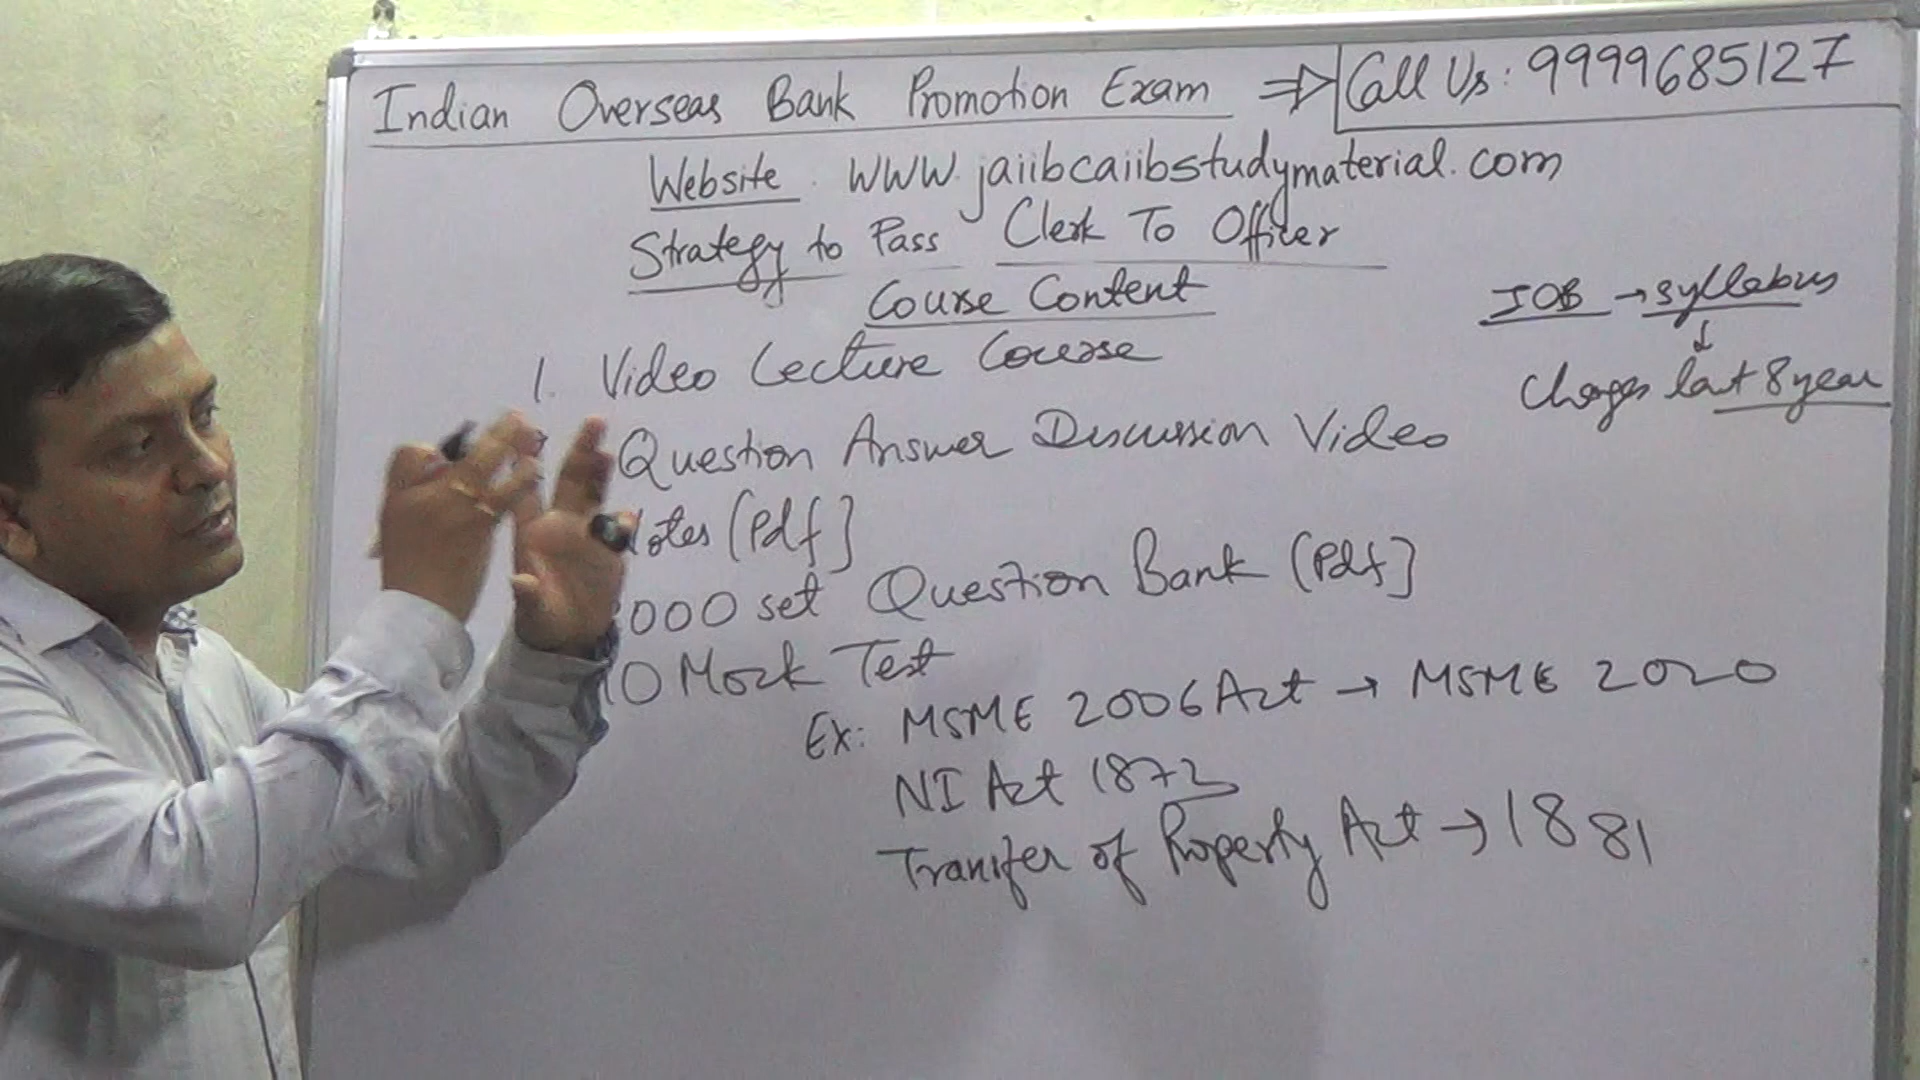 Indian Overseas Bank Promotion Exam ⇒ Call Us: 9999685127
Website . WWW.jaiibcaiibstudymaterial.com
Strategy to Pass Clerk To Officer
Course Content
IOB → syllabus
↓
Changes last 8 year
1. Video Lecture Course
Question Answer Discussion Video
Notes (Pdf]
000 set Question Bank (Pdf]
10 Mock Test
Ex: MSME 2006 Act → MSME 2020
NI Act 1872
Transfer of Property Act → 1881